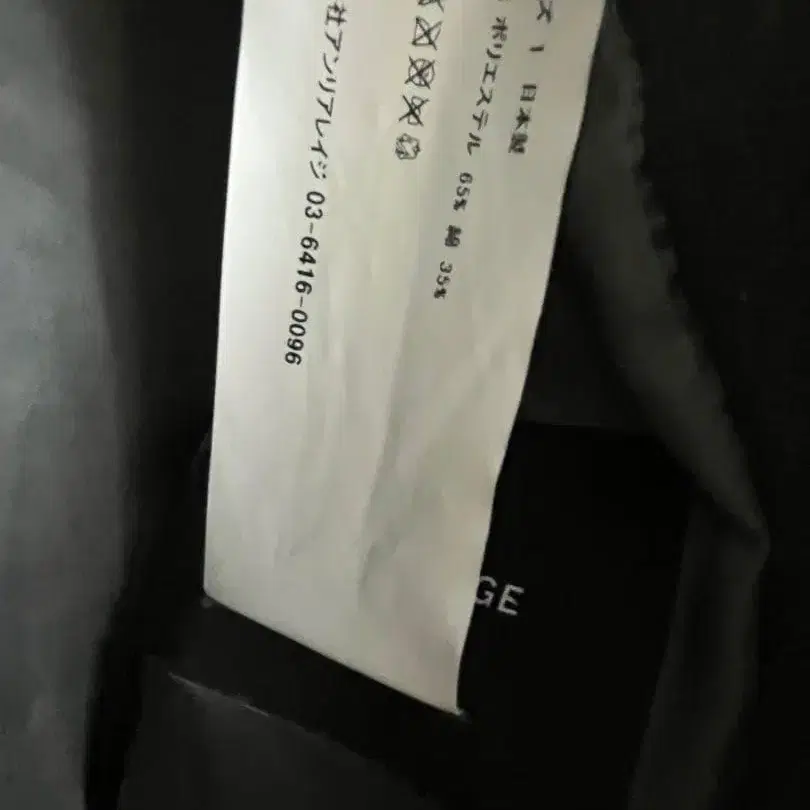 ズ 1 日本製
ポリエステル 65% 綿 35%
社アンリアレイジ 03-6416-0096
GE